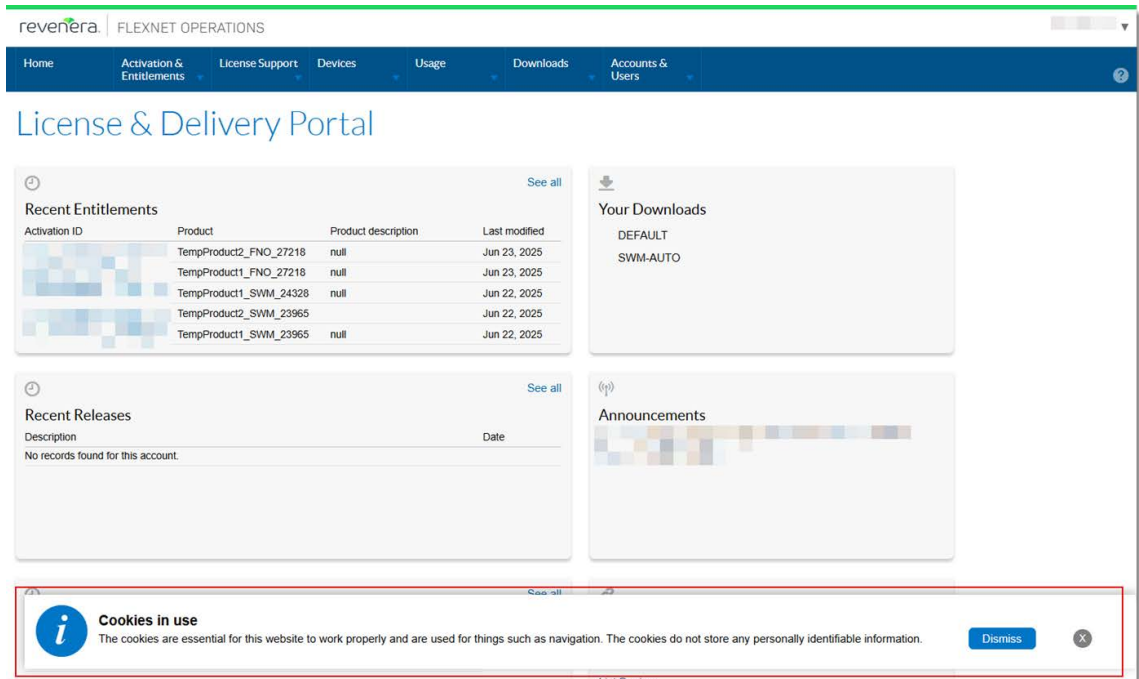 revenera. FLEXNET OPERATIONS
Home Activation & Entitlements License Support Devices Usage Downloads Accounts & Users
License & Delivery Portal
See all
Recent Entitlements
Activation ID Product Product description Last modified
TempProduct2_FNO_27218 null Jun 23, 2025
TempProduct1_FNO_27218 null Jun 23, 2025
TempProduct1_SWM_24328 null Jun 22, 2025
TempProduct2_SWM_23965 Jun 22, 2025
TempProduct1_SWM_23965 null Jun 22, 2025
Your Downloads
DEFAULT
SWM-AUTO
See all
Recent Releases
Description Date
No records found for this account.
Announcements
See all
Cookies in use
The cookies are essential for this website to work properly and are used for things such as navigation. The cookies do not store any personally identifiable information.
Dismiss X